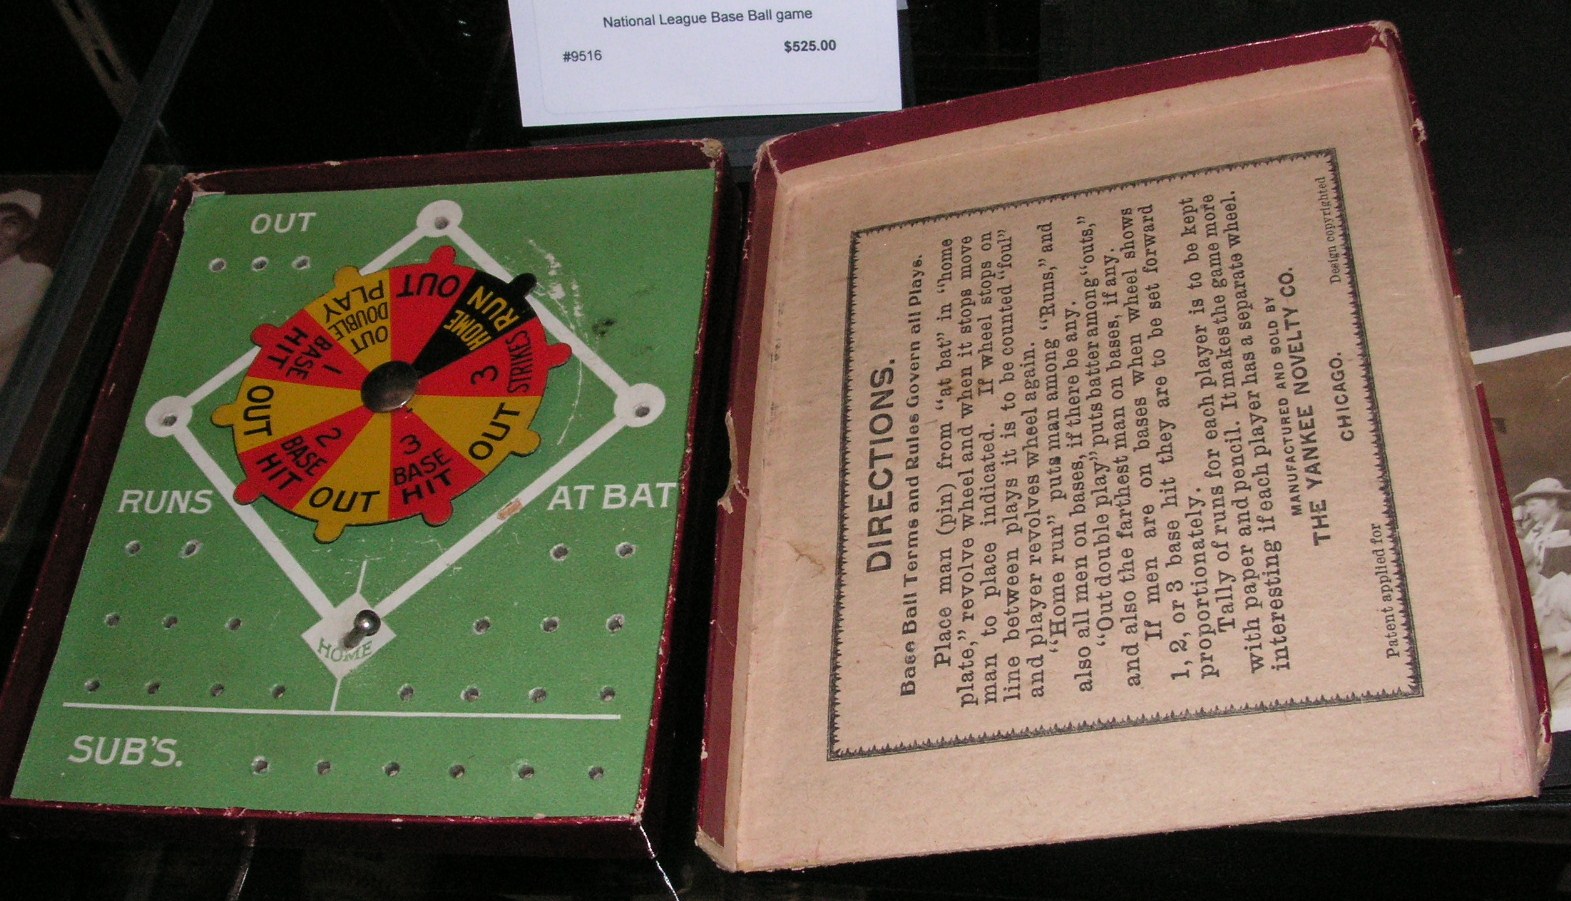 National League Base Ball game
#9516 $525.00
OUT
OUT
HOME
RUN
3
STRIKES
OUT
3
BASE
HIT
OUT
2
BASE
HIT
OUT
1
BASE
HIT
OUT
DOUBLE
PLAY
RUNS
AT BAT
HOME
SUB'S.
DIRECTIONS.
Base Ball Terms and Rules Govern all Plays.
Place man (pin) from "at bat" in "home
plate," revolve wheel and when it stops move
man to place indicated. If wheel stops on
line between plays it is to be counted "foul"
and player revolves wheel again.
"Home run" puts man among "Runs," and
also all men on bases, if there be any.
"Out double play" puts batter among "outs,"
and also the farthest man on bases, if any.
If men are on bases when wheel shows
1, 2, or 3 base hit they are to be set forward
proportionately.
Tally of runs for each player is to be kept
with paper and pencil. It makes the game more
interesting if each player has a separate wheel.
MANUFACTURED AND SOLD BY
THE YANKEE NOVELTY CO.
CHICAGO.
Patent applied for Design copyrighted